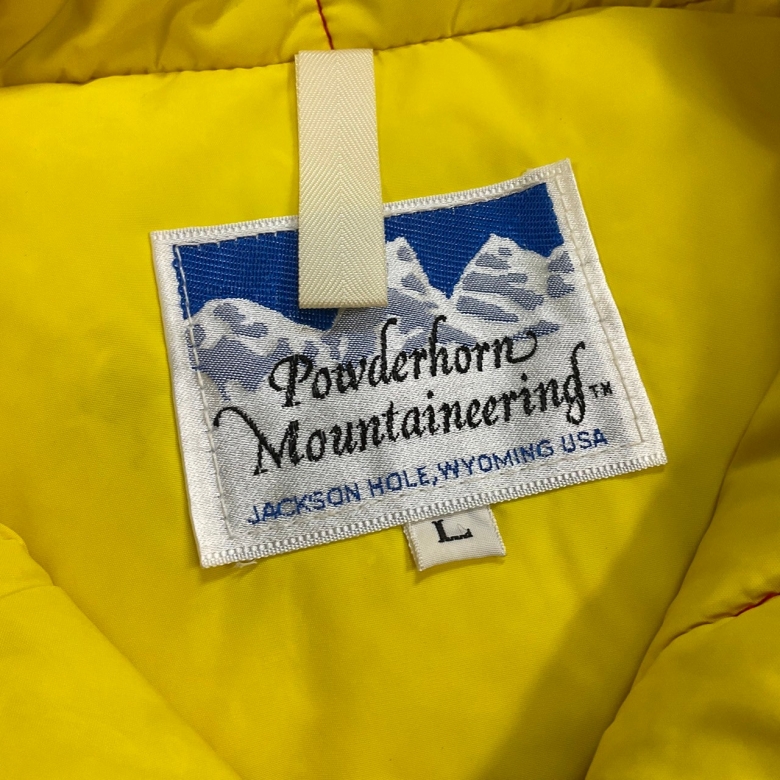 Powderhorn
Mountaineering™
JACKSON HOLE, WYOMING USA
L